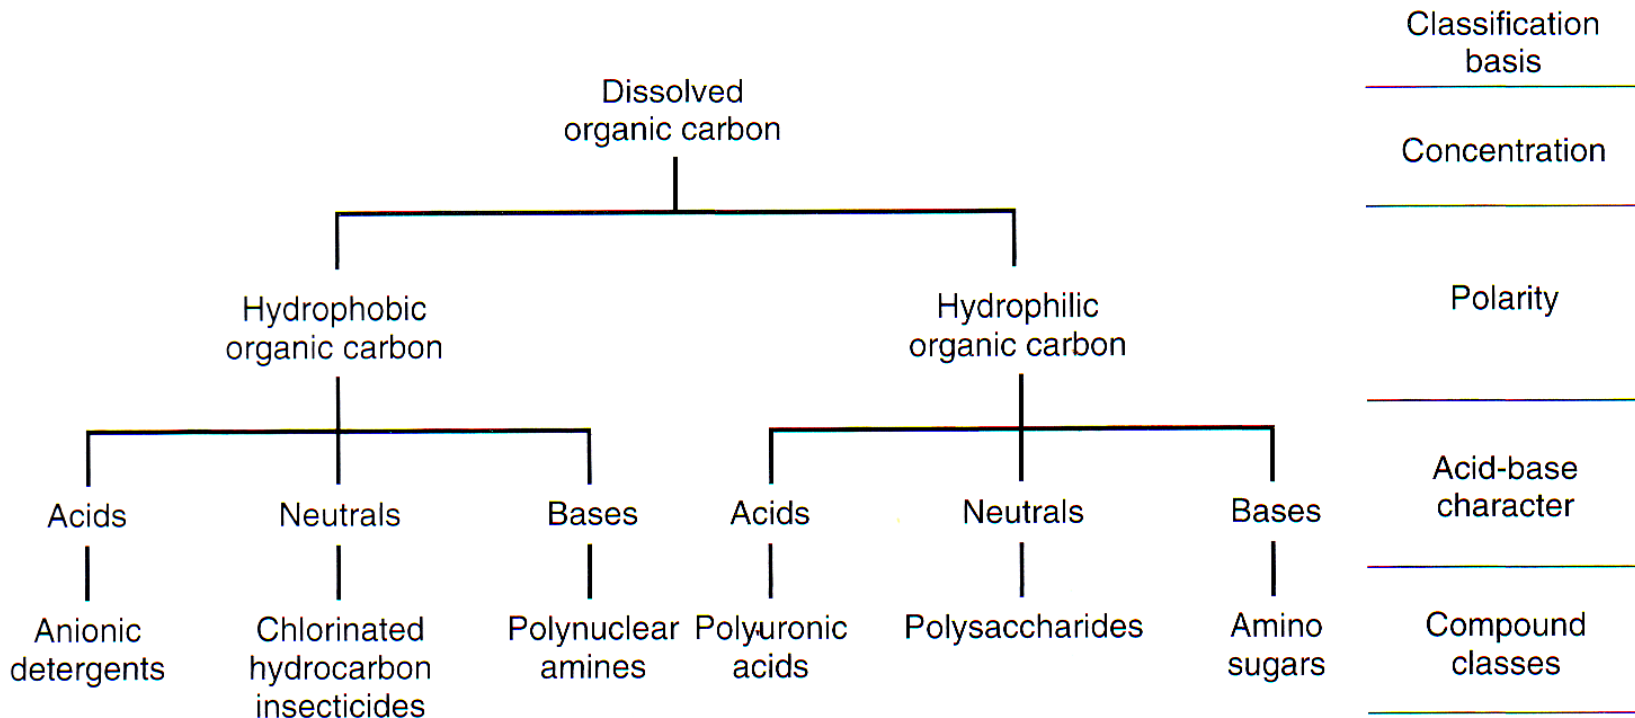 Classification
basis
Dissolved
organic carbon
Concentration
Hydrophobic
organic carbon
Hydrophilic
organic carbon
Polarity
Acids
Neutrals
Bases
Acids
Neutrals
Bases
Acid-base
character
Anionic
detergents
Chlorinated
hydrocarbon
insecticides
Polynuclear
amines
Polyuronic
acids
Polysaccharides
Amino
sugars
Compound
classes